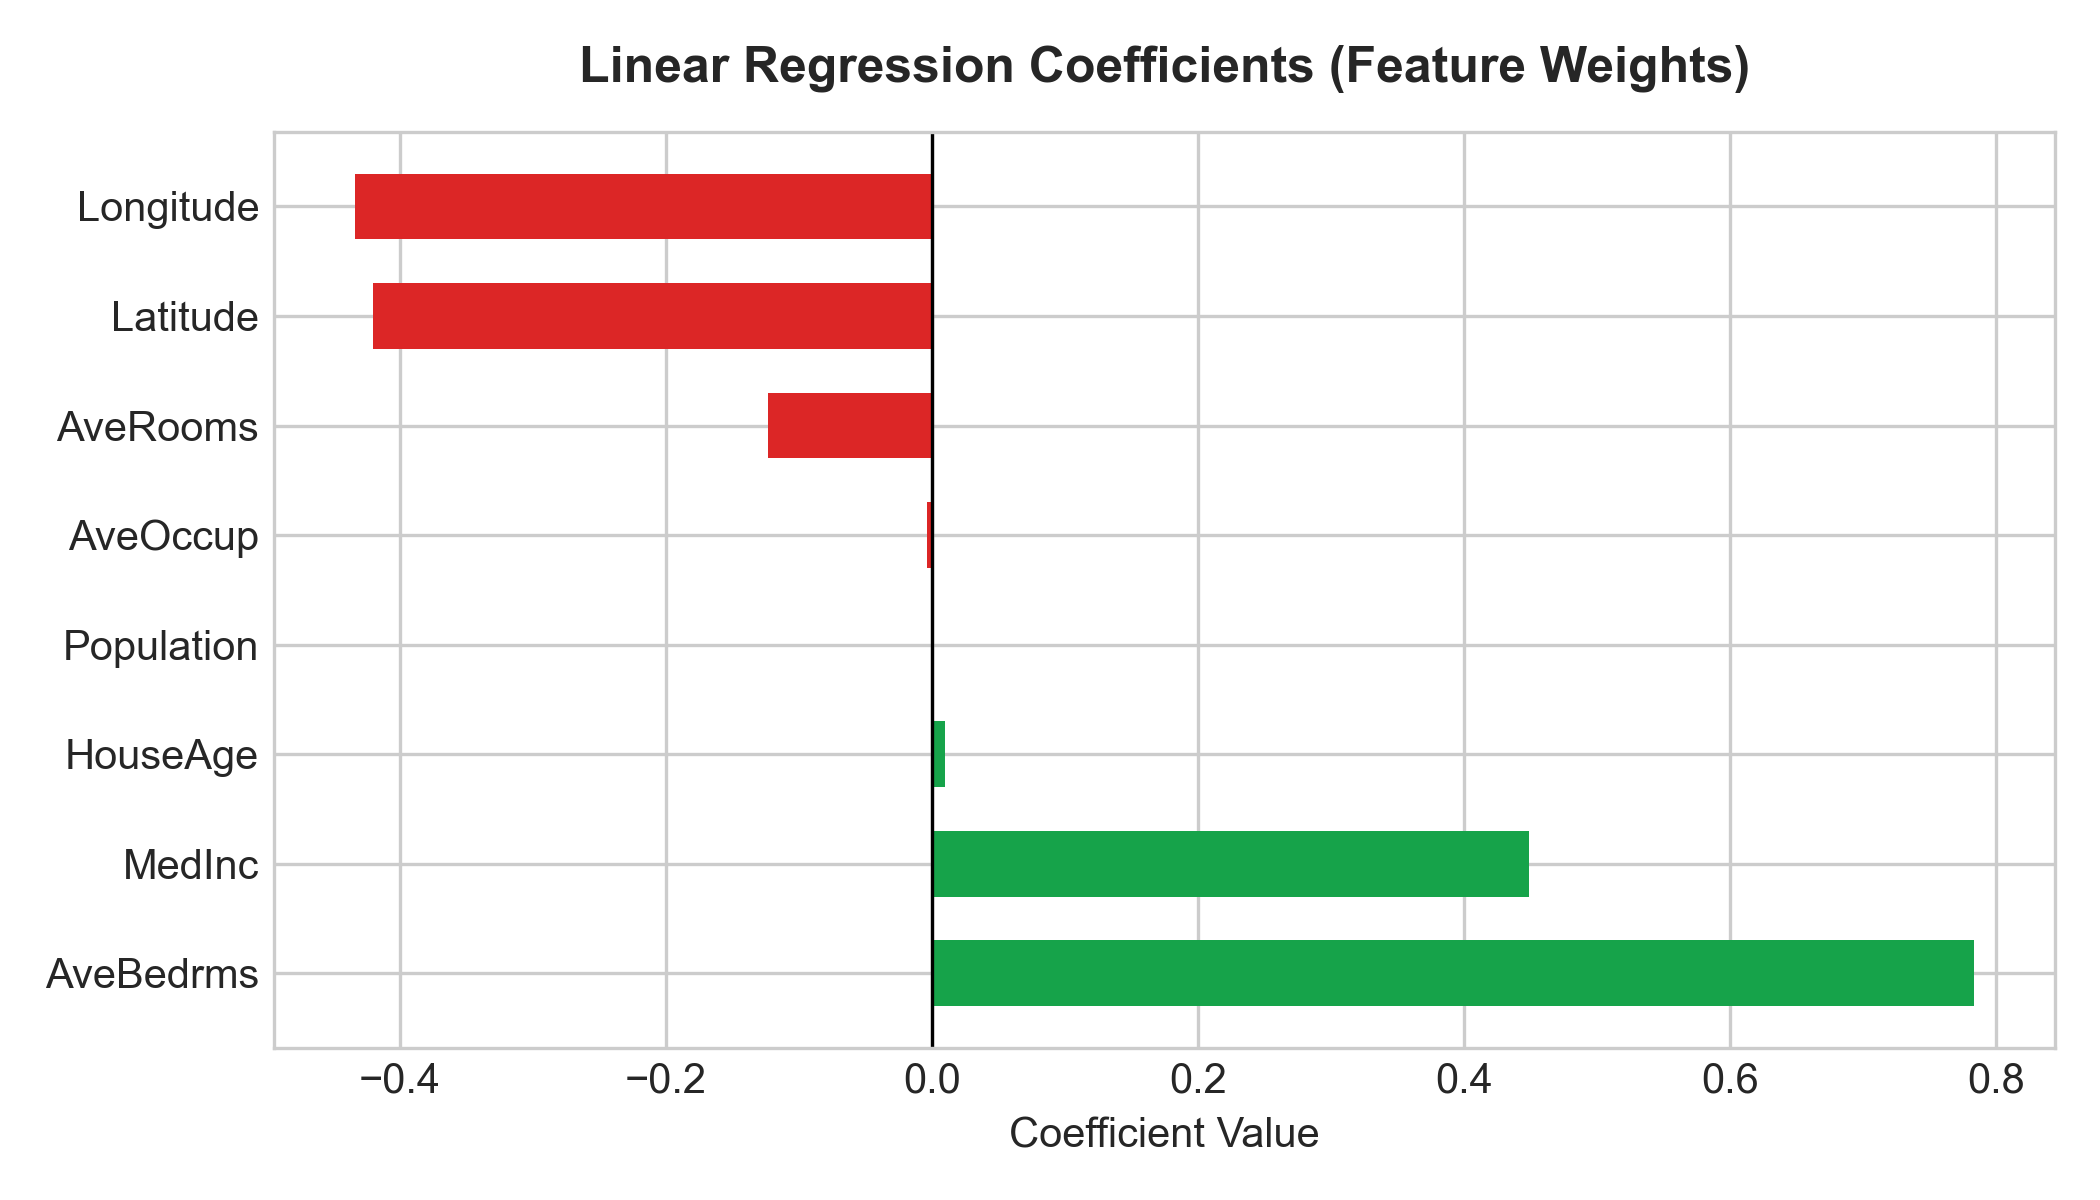 Linear Regression Coefficients (Feature Weights)
Longitude
Latitude
AveRooms
AveOccup
Population
HouseAge
MedInc
AveBedrms
−0.4 −0.2 0.0 0.2 0.4 0.6 0.8
Coefficient Value